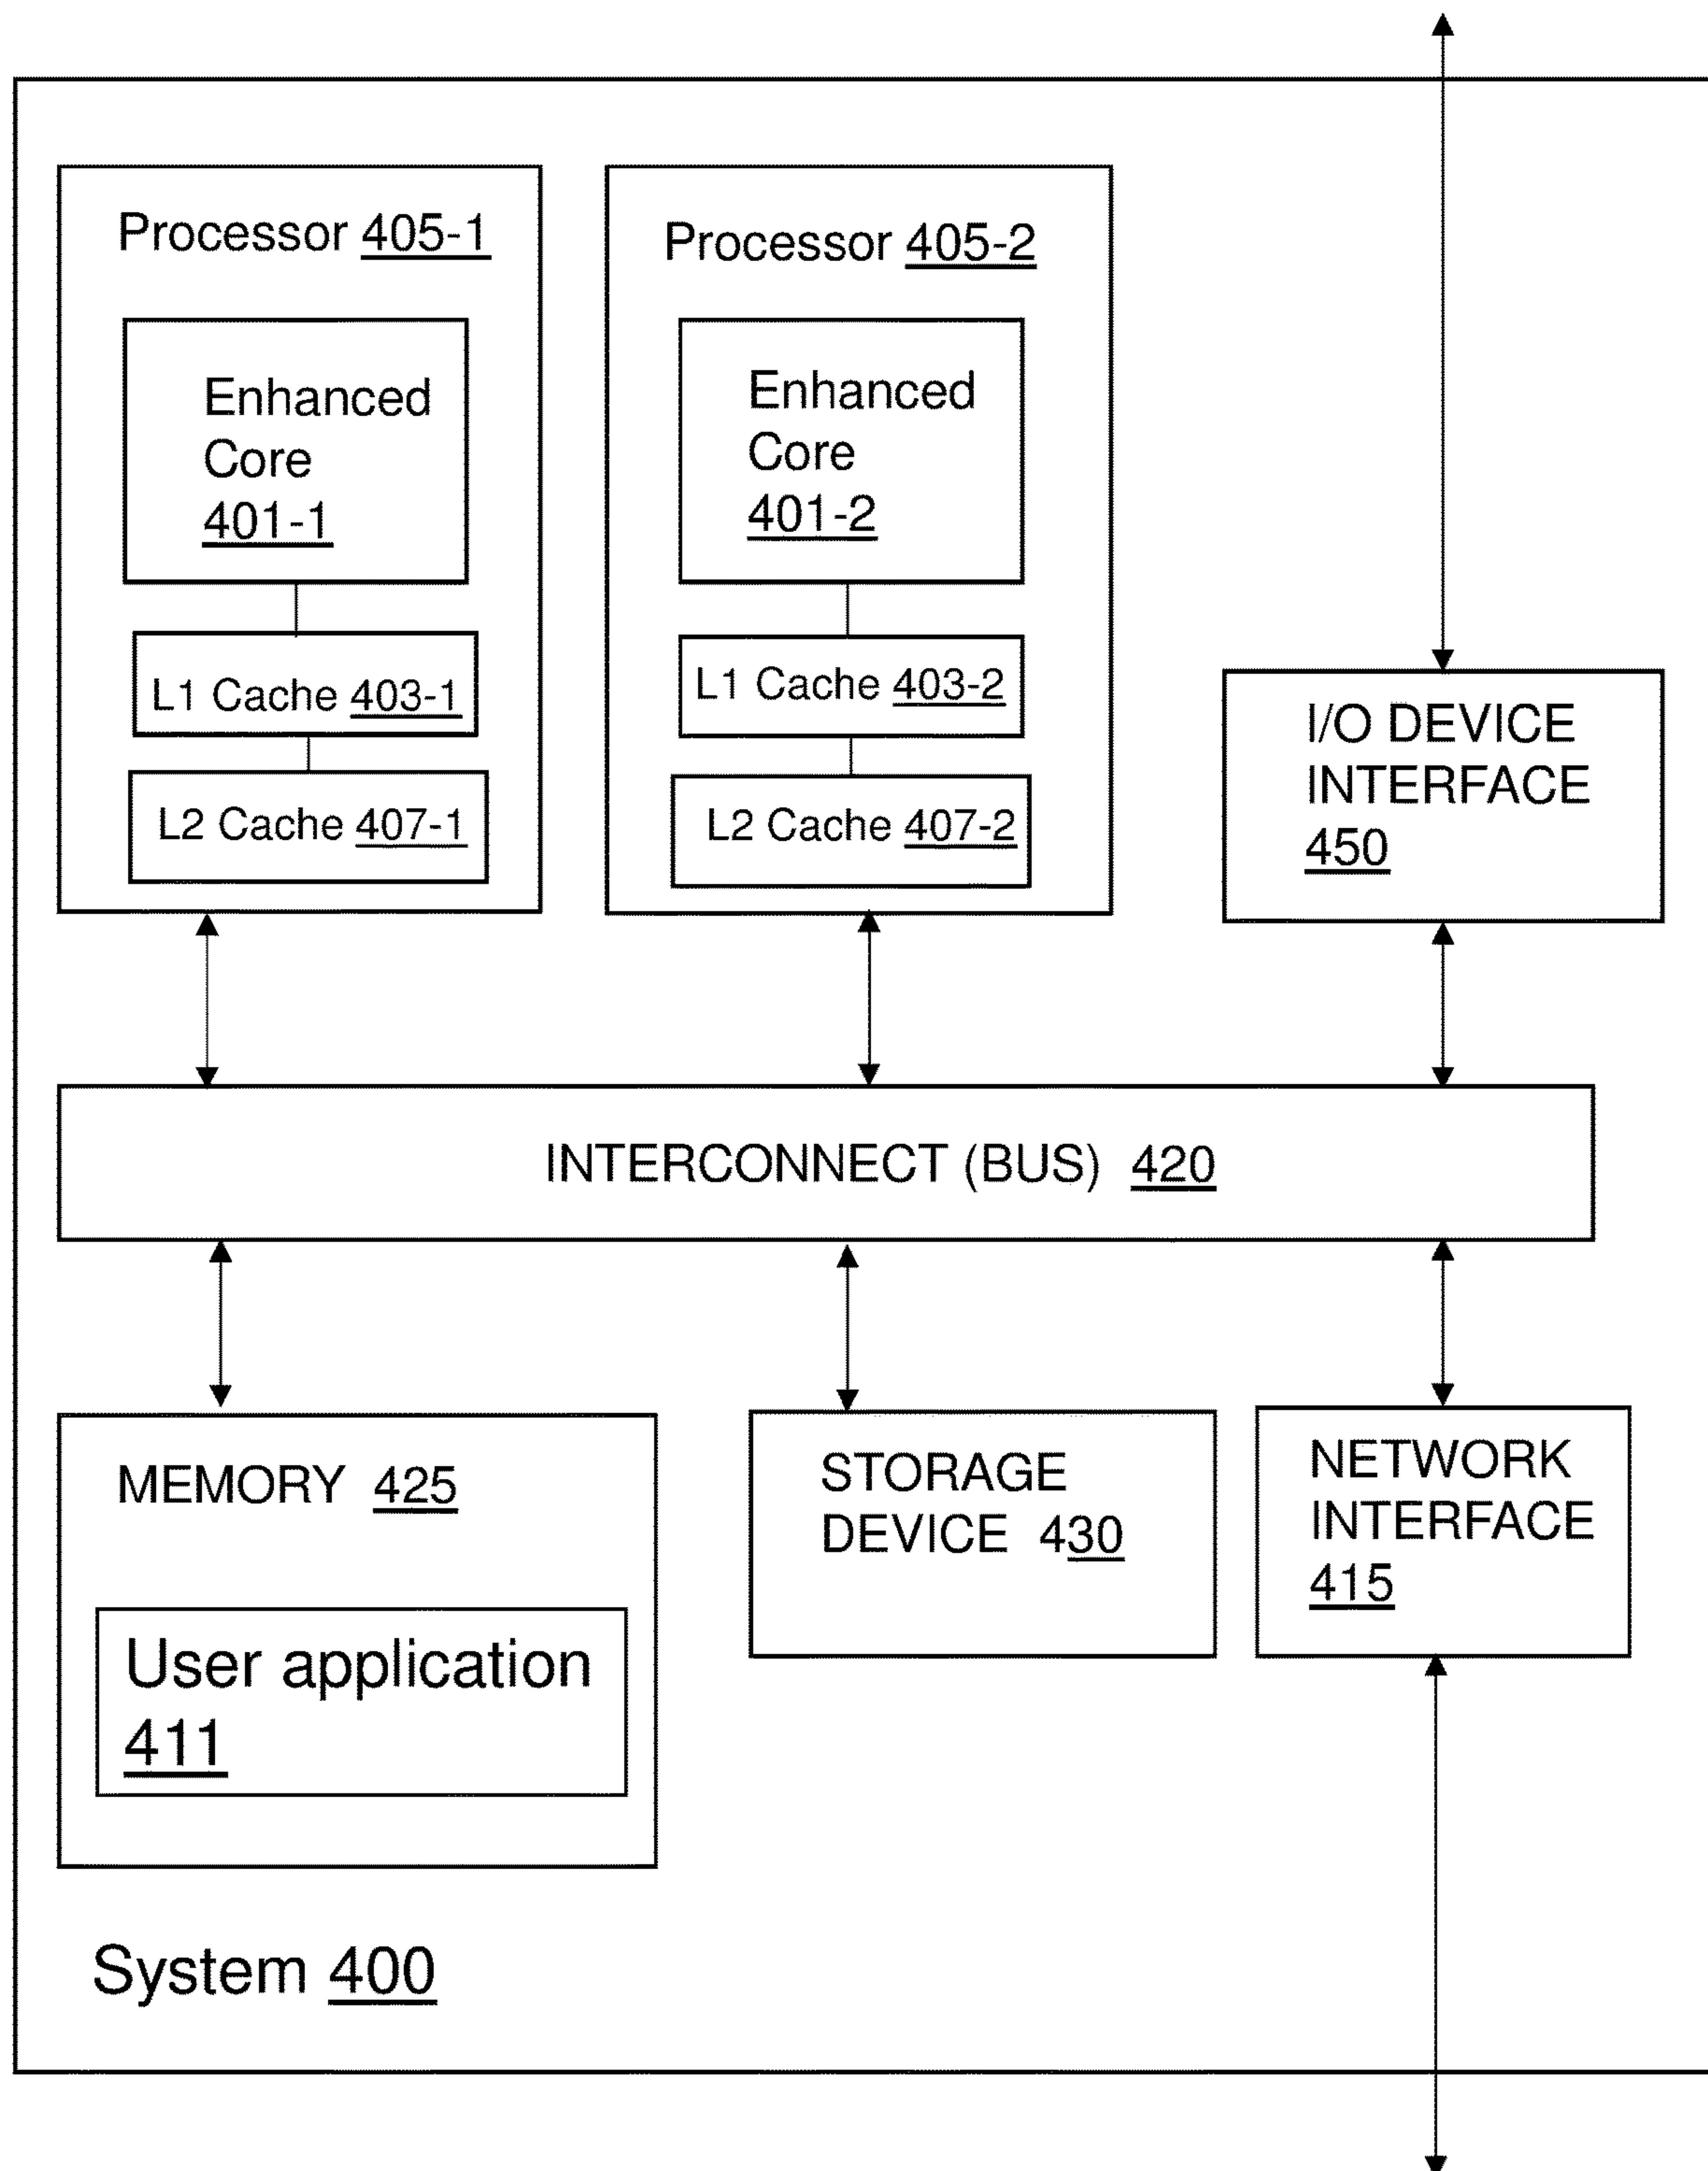 Processor 405-1
Enhanced
Core
401-1
L1 Cache 403-1
L2 Cache 407-1
Processor 405-2
Enhanced
Core
401-2
L1 Cache 403-2
L2 Cache 407-2
I/O DEVICE
INTERFACE
450
INTERCONNECT (BUS) 420
MEMORY 425
User application
411
STORAGE
DEVICE 430
NETWORK
INTERFACE
415
System 400